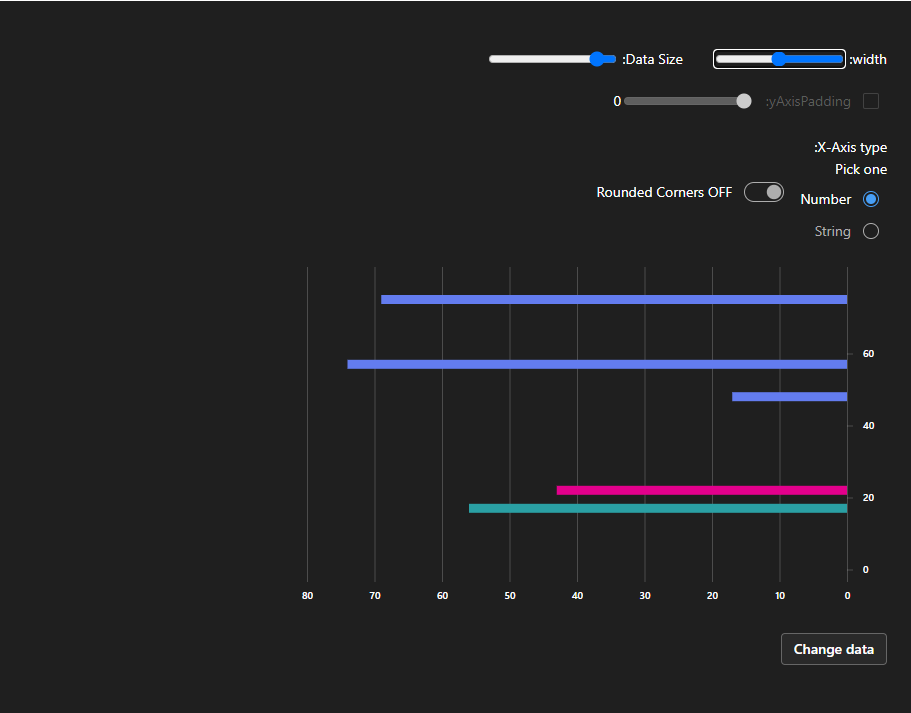 :Data Size
:width
0
:yAxisPadding
:X-Axis type
Pick one
Rounded Corners OFF
Number
String
60
40
20
0
80 70 60 50 40 30 20 10 0
Change data